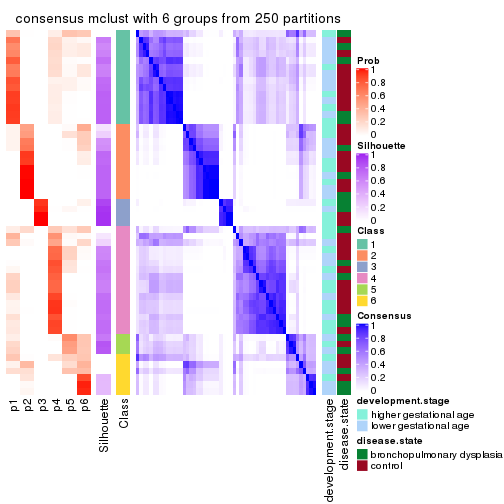 consensus mclust with 6 groups from 250 partitions
Prob
1
0.8
0.6
0.4
0.2
0
Silhouette
1
0.8
0.6
0.4
0.2
0
Class
1
2
3
4
5
6
Consensus
1
0.8
0.6
0.4
0.2
0
development.stage
higher gestational age
lower gestational age
disease.state
bronchopulmonary dysplasia
control
p1
p2
p3
p4
p5
p6
Silhouette
Class
development.stage
disease.state